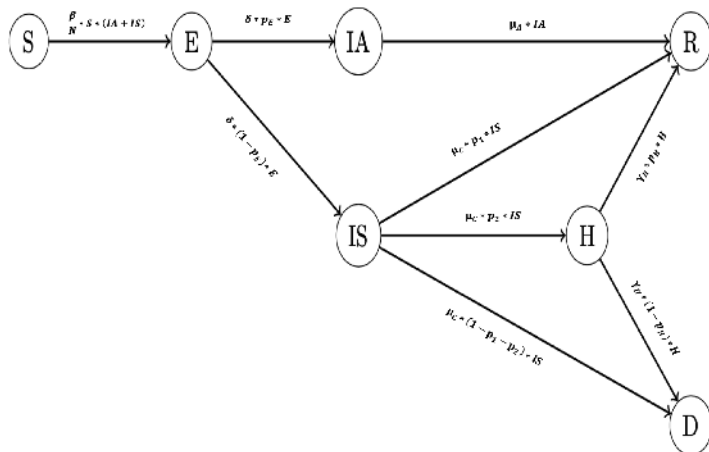 β/N * S * (IA + IS)
δ * p_E * E
μ_A * IA
S
E
IA
R
δ * (1 − p_E) * E
μ_C * p_1 * IS
γ_H * p_H * H
μ_C * p_2 * IS
IS
H
μ_C * (1 − p_1 − p_2) * IS
γ_H * (1 − p_H) * H
D